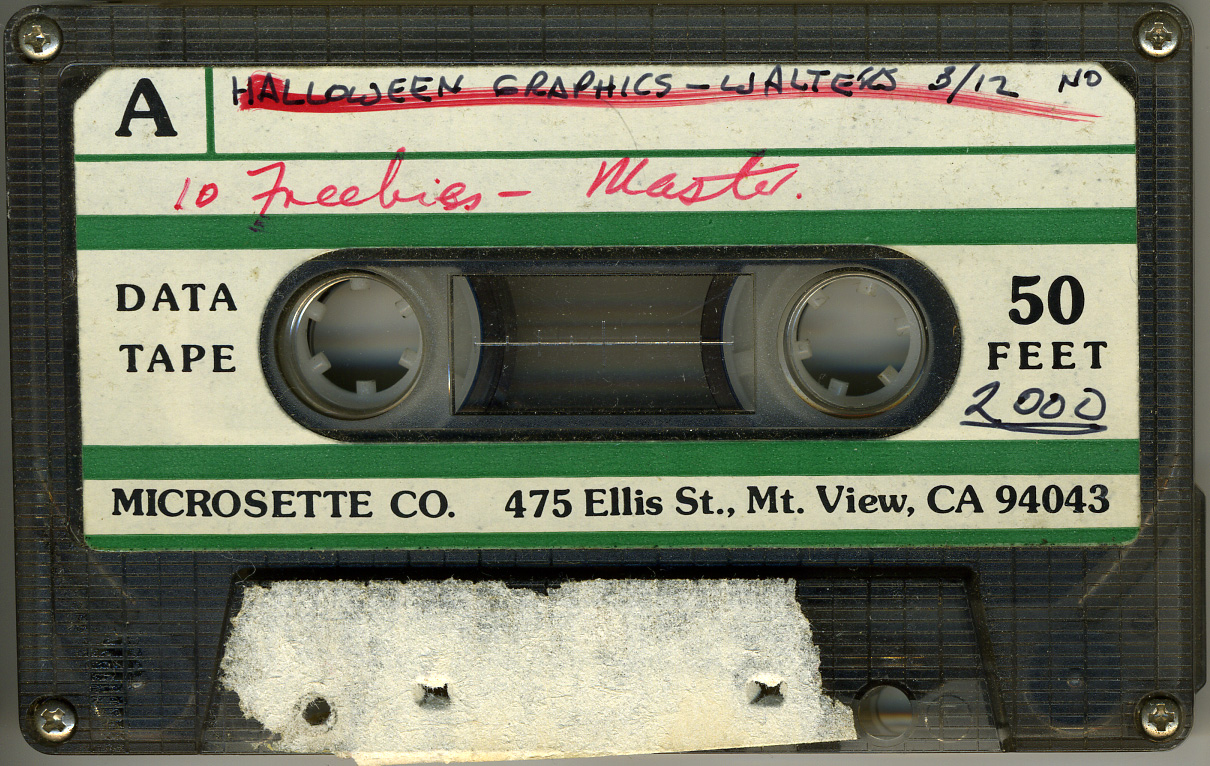 A
HALLOWEEN GRAPHICS - WALTERS 3/12 ND
10 Freebies - Master.
DATA
TAPE
50
FEET
2000
MICROSETTE CO. 475 Ellis St., Mt. View, CA 94043